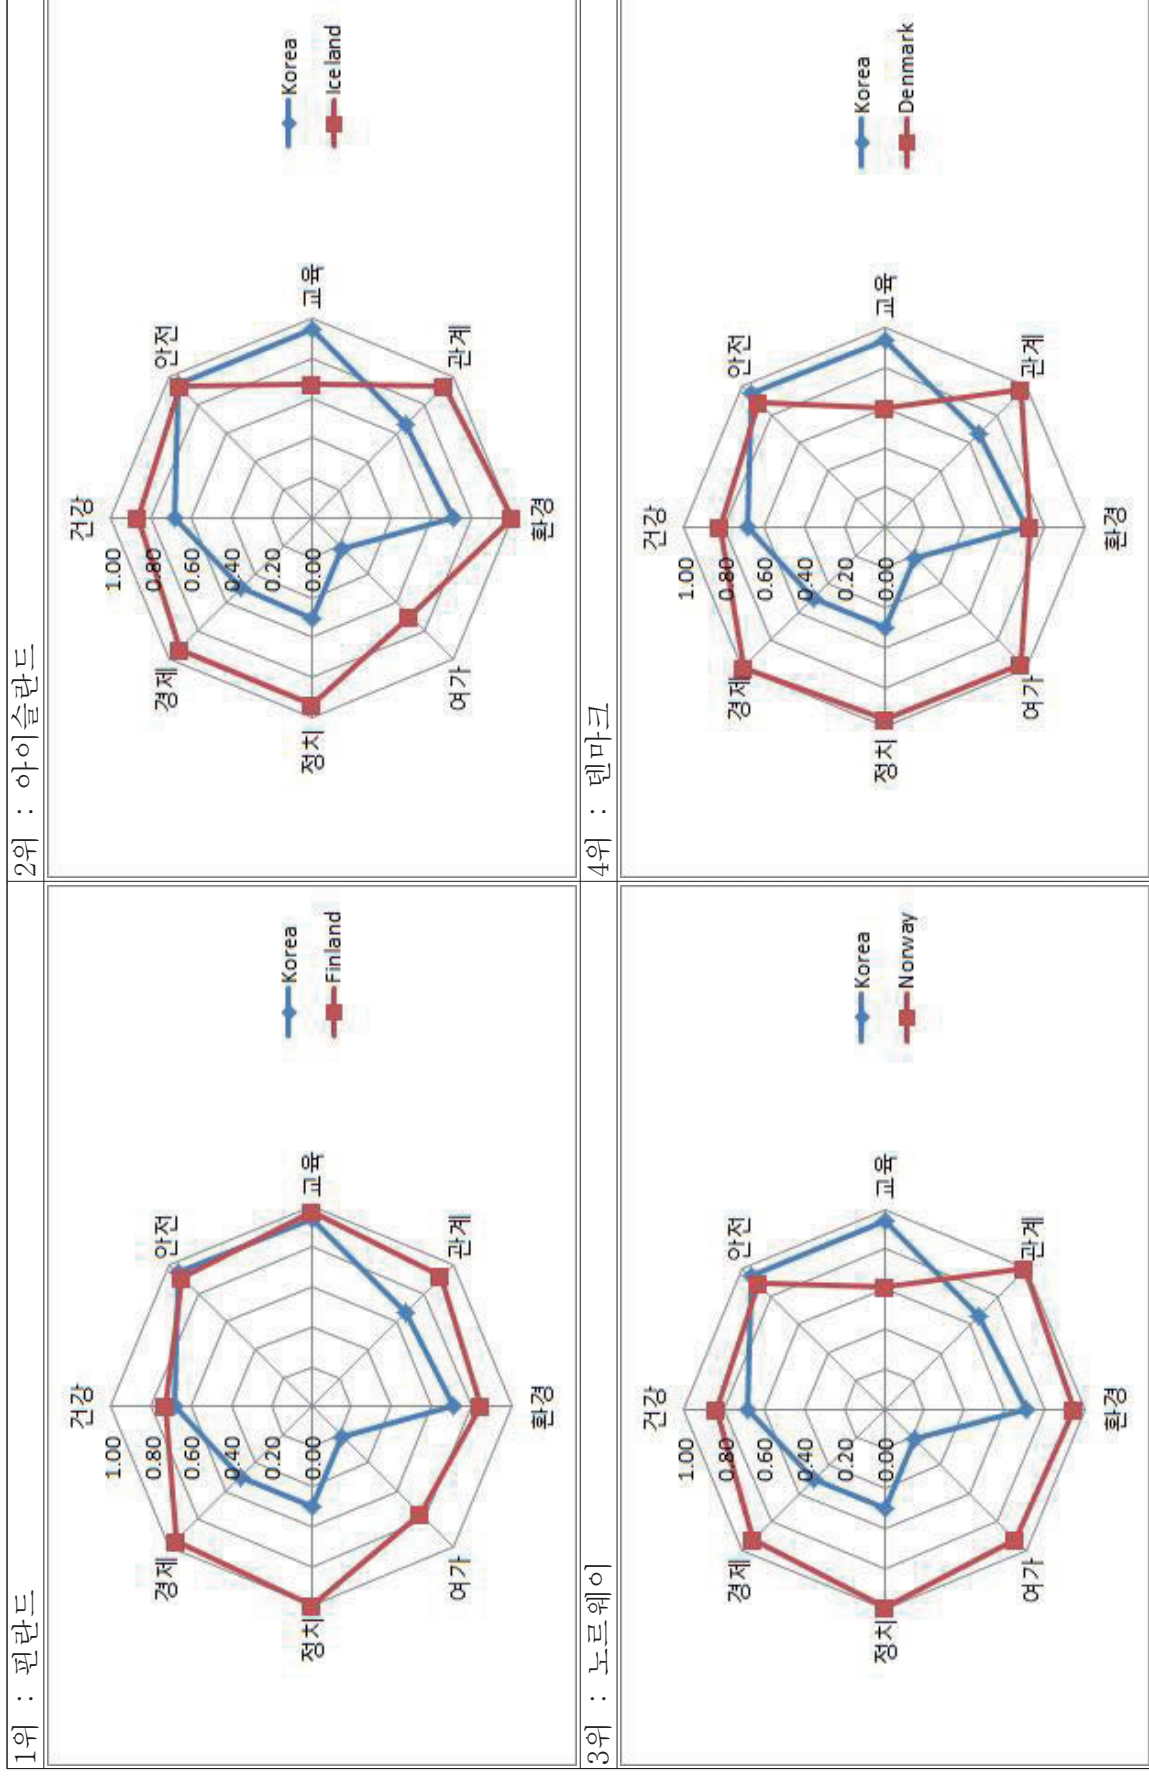 1위 : 핀란드
건강
안전
교육
관계
환경
여가
정치
경제
1.00
0.80
0.60
0.40
0.20
0.00
Korea
Finland
2위 : 아이슬란드
건강
안전
교육
관계
환경
여가
정치
경제
1.00
0.80
0.60
0.40
0.20
0.00
Korea
Iceland
3위 : 노르웨이
건강
안전
교육
관계
환경
여가
정치
경제
1.00
0.80
0.60
0.40
0.20
0.00
Korea
Norway
4위 : 덴마크
건강
안전
교육
관계
환경
여가
정치
경제
1.00
0.80
0.60
0.40
0.20
0.00
Korea
Denmark